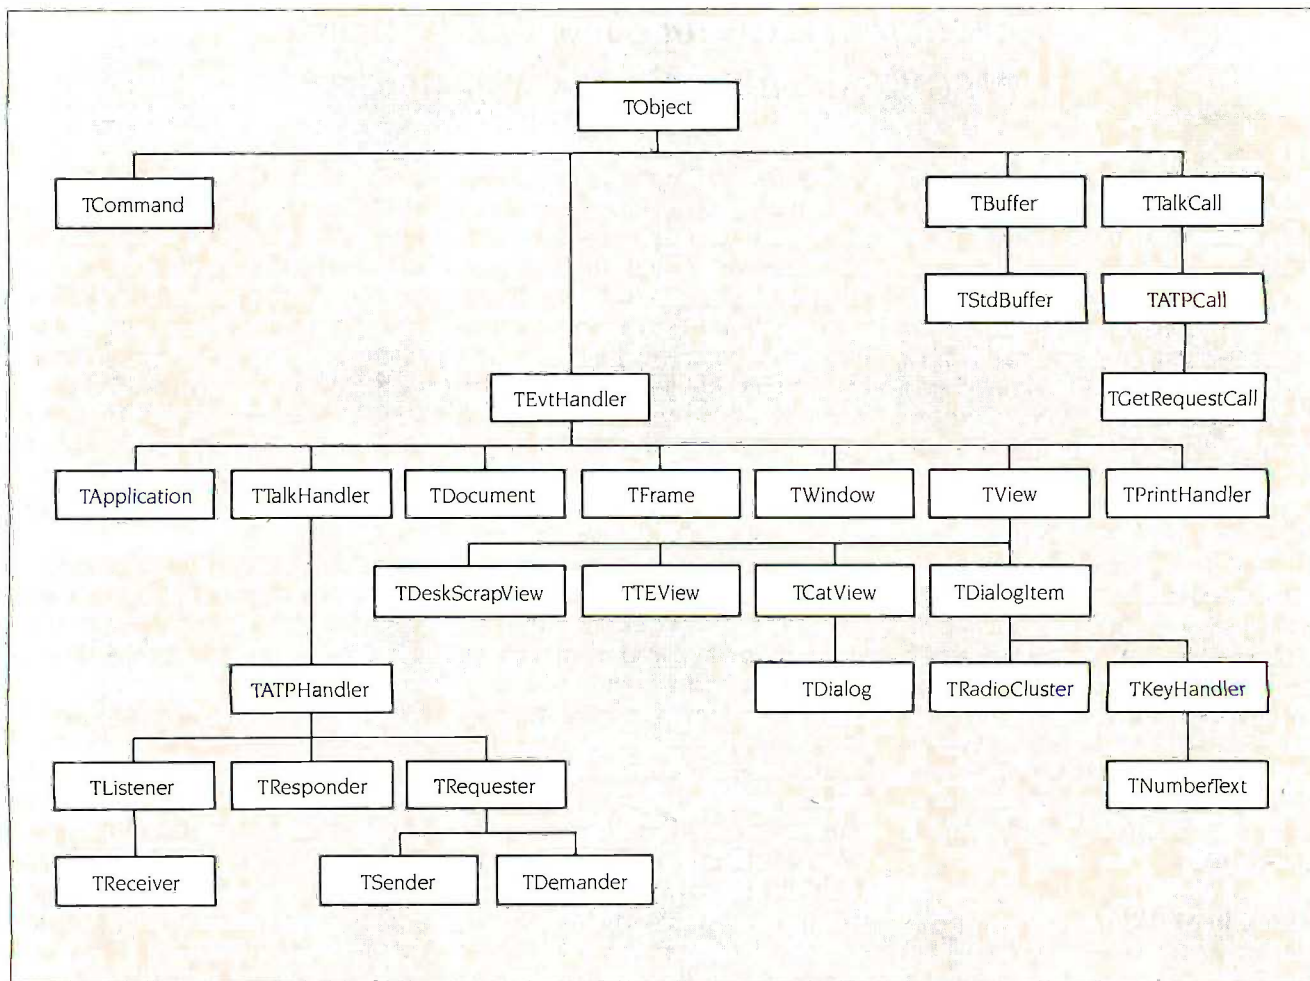 TObject
TCommand
TBuffer
TTalkCall
TStdBuffer
TATPCall
TEvtHandler
TGetRequestCall
TApplication
TTalkHandler
TDocument
TFrame
TWindow
TView
TPrintHandler
TDeskScrapView
TTEView
TCatView
TDialogItem
TATPHandler
TDialog
TRadioCluster
TKeyHandler
TListener
TResponder
TRequester
TNumberText
TReceiver
TSender
TDemander